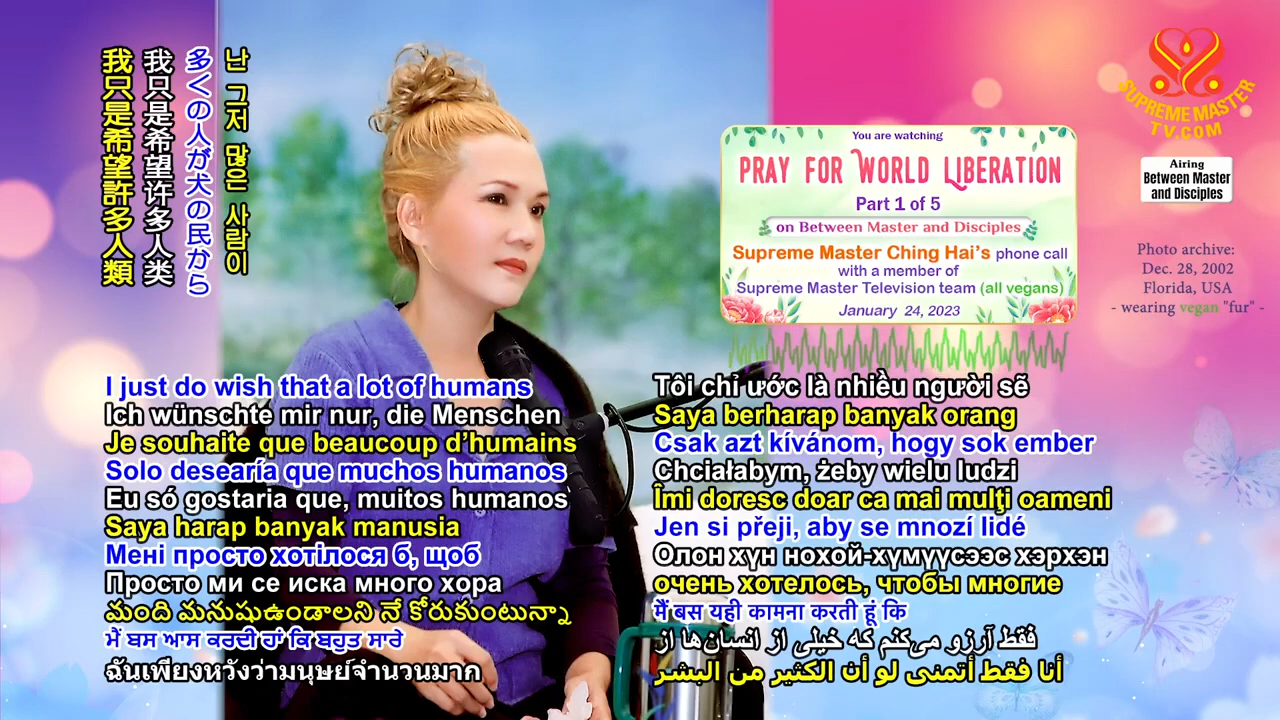 난 그저 많은 사람이
多くの人が犬の民から
我只是希望许多人类
我只是希望許多人類
SUPREME MASTER
TV.COM
Airing
Between Master
and Disciples
You are watching
PRAY FOR WORLD LIBERATION
Part 1 of 5
on Between Master and Disciples
Supreme Master Ching Hai's phone call
with a member of
Supreme Master Television team (all vegans)
January 24, 2023
Photo archive:
Dec. 28, 2002
Florida, USA
- wearing vegan "fur" -
I just do wish that a lot of humans
Ich wünschte mir nur, die Menschen
Je souhaite que beaucoup d’humains
Solo desearía que muchos humanos
Eu só gostaria que, muitos humanos
Saya harap banyak manusia
Мені просто хотілося б, щоб
Просто ми се иска много хора
మంది మనుషుఉండాలని నే కోరుకుంటున్నా
ਮੈਂ ਬਸ ਆਸ ਕਰਦੀ ਹਾਂ ਕਿ ਬਹੁਤ ਸਾਰੇ
ฉันเพียงหวังว่ามนุษย์จำนวนมาก
Tôi chỉ ước là nhiều người sẽ
Saya berharap banyak orang
Csak azt kívánom, hogy sok ember
Chciałabym, żeby wielu ludzi
Îmi doresc doar ca mai mulţi oameni
Jen si přeji, aby se mnozí lidé
Олон хүн нохой-хүмүүсээс хэрхэн
очень хотелось, чтобы многие
मैं बस यही कामना करती हूं कि
فقط آرزو می‌کنم که خیلی از انسان‌ها از
أنا فقط أتمنى لو أن الكثير من البشر